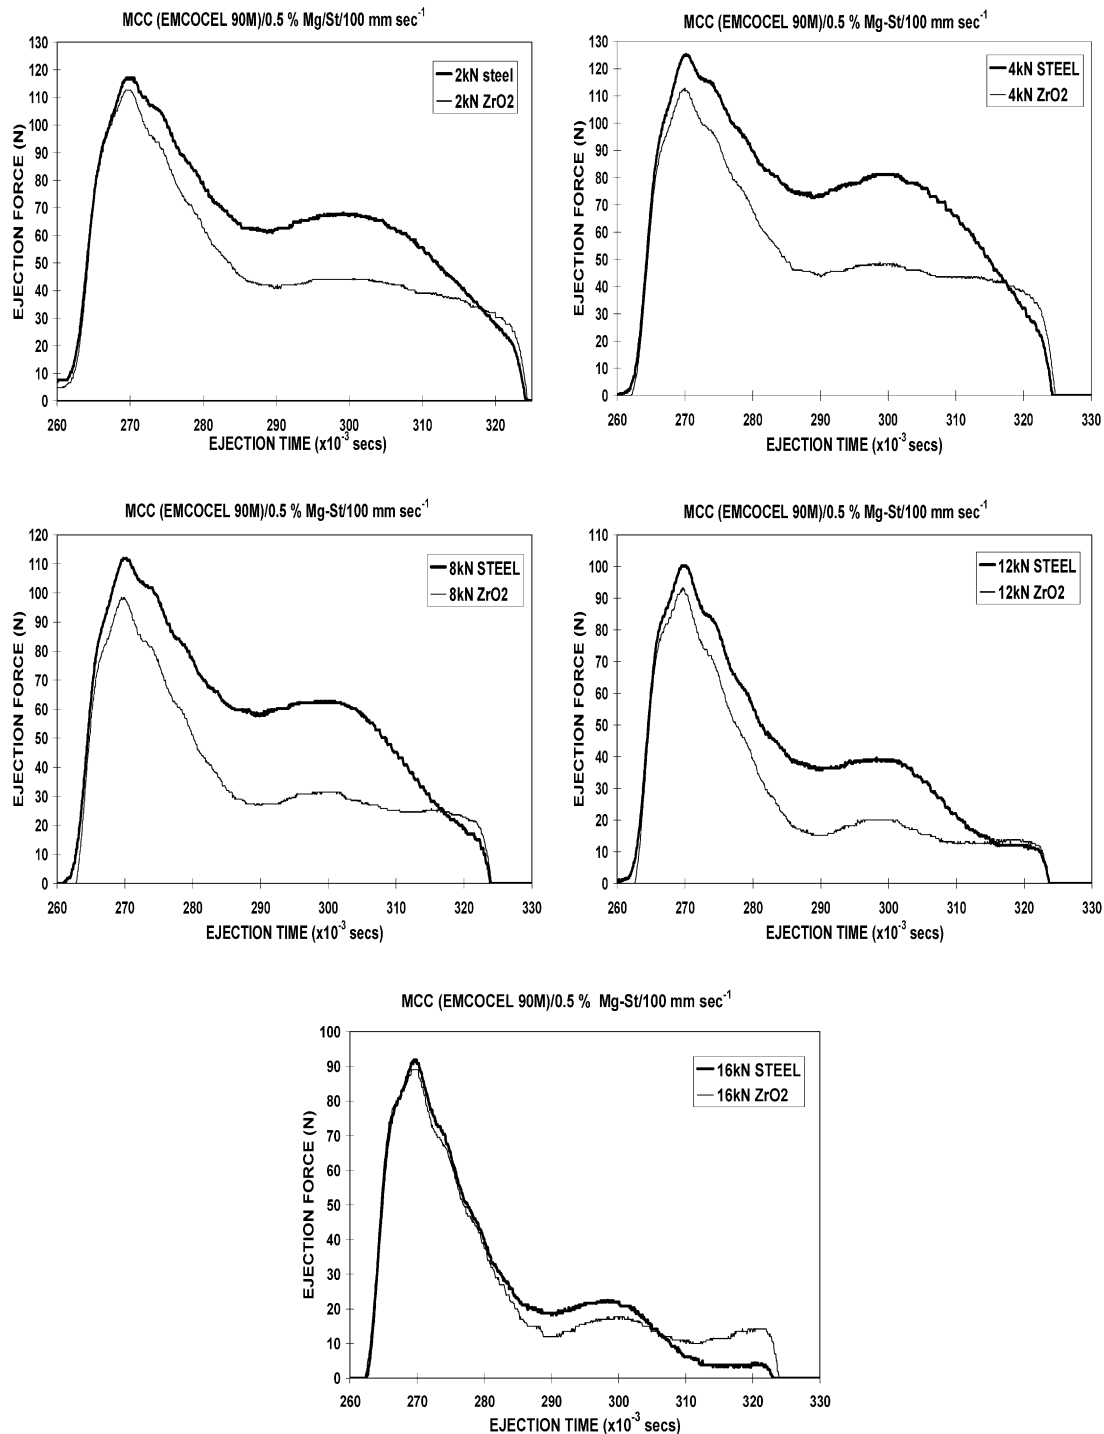 MCC (EMCOCEL 90M)/0.5 % Mg/St/100 mm sec⁻¹
130
120
110
100
90
80
70
60
50
40
30
20
10
0
EJECTION FORCE (N)
2kN steel
2kN ZrO2
260 270 280 290 300 310 320
EJECTION TIME (x10⁻³ secs)
MCC (EMCOCEL 90M)/0.5 % Mg-St/100 mm sec⁻¹
130
120
110
100
90
80
70
60
50
40
30
20
10
0
EJECTION FORCE (N)
4kN STEEL
4kN ZrO2
260 270 280 290 300 310 320 330
EJECTION TIME (x10⁻³ secs)
MCC (EMCOCEL 90M)/0.5 % Mg-St/100 mm sec⁻¹
120
110
100
90
80
70
60
50
40
30
20
10
0
EJECTION FORCE (N)
8kN STEEL
8kN ZrO2
260 270 280 290 300 310 320 330
EJECTION TIME (x10⁻³ secs)
MCC (EMCOCEL 90M)/0.5 % Mg-St/100 mm sec⁻¹
110
100
90
80
70
60
50
40
30
20
10
0
EJECTION FORCE (N)
12kN STEEL
12kN ZrO2
260 270 280 290 300 310 320 330
EJECTION TIME (x10⁻³ secs)
MCC (EMCOCEL 90M)/0.5 % Mg-St/100 mm sec⁻¹
100
90
80
70
60
50
40
30
20
10
0
EJECTION FORCE (N)
16kN STEEL
16kN ZrO2
260 270 280 290 300 310 320 330
EJECTION TIME (x10⁻³ secs)